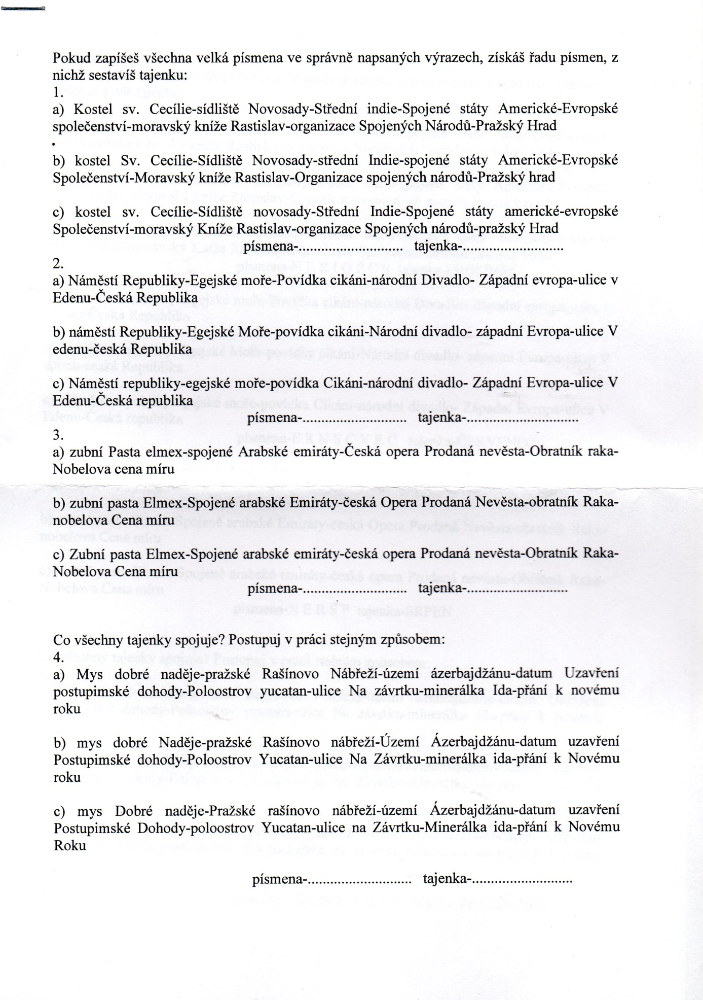 Pokud zapíšeš všechna velká písmena ve správně napsaných výrazech, získáš řadu písmen, z
nichž sestavíš tajenku:
1.
a) Kostel sv. Cecílie-sídliště Novosady-Střední indie-Spojené státy Americké-Evropské
společenství-moravský kníže Rastislav-organizace Spojených Národů-Pražský Hrad
b) kostel Sv. Cecílie-Sídliště Novosady-střední Indie-spojené státy Americké-Evropské
Společenství-Moravský kníže Rastislav-Organizace spojených národů-Pražský hrad
c) kostel sv. Cecílie-Sídliště novosady-Střední Indie-Spojené státy americké-evropské
Společenství-moravský Kníže Rastislav-organizace Spojených národů-pražský Hrad
písmena-............................ tajenka-...........................
2.
a) Náměstí Republiky-Egejské moře-Povídka cikáni-národní Divadlo- Západní evropa-ulice v
Edenu-Česká Republika
b) náměstí Republiky-Egejské Moře-povídka cikáni-Národní divadlo- západní Evropa-ulice V
edenu-česká Republika
c) Náměstí republiky-egejské moře-povídka Cikáni-národní divadlo- Západní Evropa-ulice V
Edenu-Česká republika
písmena-............................ tajenka-..............................
3.
a) zubní Pasta elmex-spojené Arabské emiráty-Česká opera Prodaná nevěsta-Obratník raka-
Nobelova cena míru
b) zubní pasta Elmex-Spojené arabské Emiráty-česká Opera Prodaná Nevěsta-obratník Raka-
nobelova Cena míru
c) Zubní pasta Elmex-Spojené arabské emiráty-česká opera Prodaná nevěsta-Obratník Raka-
Nobelova Cena míru
písmena-............................ tajenka-...........................
Co všechny tajenky spojuje? Postupuj v práci stejným způsobem:
4.
a) Mys dobré naděje-pražské Rašínovo Nábřeží-území ázerbajdžánu-datum Uzavření
postupimské dohody-Poloostrov yucatan-ulice Na závrtku-minerálka Ida-přání k novému
roku
b) mys dobré Naděje-pražské Rašínovo nábřeží-Území Ázerbajdžánu-datum uzavření
Postupimské dohody-Poloostrov Yucatan-ulice Na Závrtku-minerálka ida-přání k Novému
roku
c) mys Dobré naděje-Pražské rašínovo nábřeží-území Ázerbajdžánu-datum uzavření
Postupimské Dohody-poloostrov Yucatan-ulice na Závrtku-Minerálka ida-přání k Novému
Roku
písmena-............................ tajenka-...........................